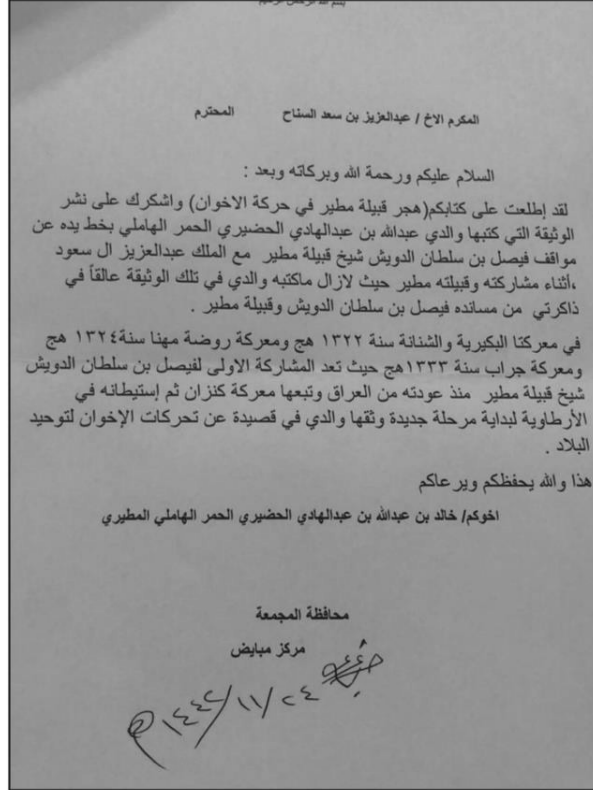 بسم الله الرحمن الرحيم
المكرم الاخ / عبدالعزيز بن سعد السناح المحترم
السلام عليكم ورحمة الله وبركاته وبعد :
لقد إطلعت على كتابكم(هجر قبيلة مطير في حركة الاخوان) واشكرك على نشر
الوثيقة التي كتبها والدي عبدالله بن عبدالهادي الحضيري الحمر الهاملي بخط يده عن
مواقف فيصل بن سلطان الدويش شيخ قبيلة مطير مع الملك عبدالعزيز ال سعود
،أثناء مشاركته وقبيلته مطير حيث لازال ماكتبه والدي في تلك الوثيقة عالقاً في
ذاكرتي من مسانده فيصل بن سلطان الدويش وقبيلة مطير .
في معركتا البكيرية والشنانة سنة ١٣٢٢ هج ومعركة روضة مهنا سنة١٣٢٤ هج
ومعركة جراب سنة ١٣٣٣هج حيث تعد المشاركة الاولى لفيصل بن سلطان الدويش
شيخ قبيلة مطير منذ عودته من العراق وتبعها معركة كنزان ثم إستيطانه في
الأرطاوية لبداية مرحلة جديدة وثقها والدي في قصيدة عن تحركات الإخوان لتوحيد
البلاد .
هذا والله يحفظكم ويرعاكم
اخوكم/ خالد بن عبدالله بن عبدالهادي الحضيري الحمر الهاملي المطيري
محافظة المجمعة
مركز مبايض
١٤٤٢/١١/٢٤